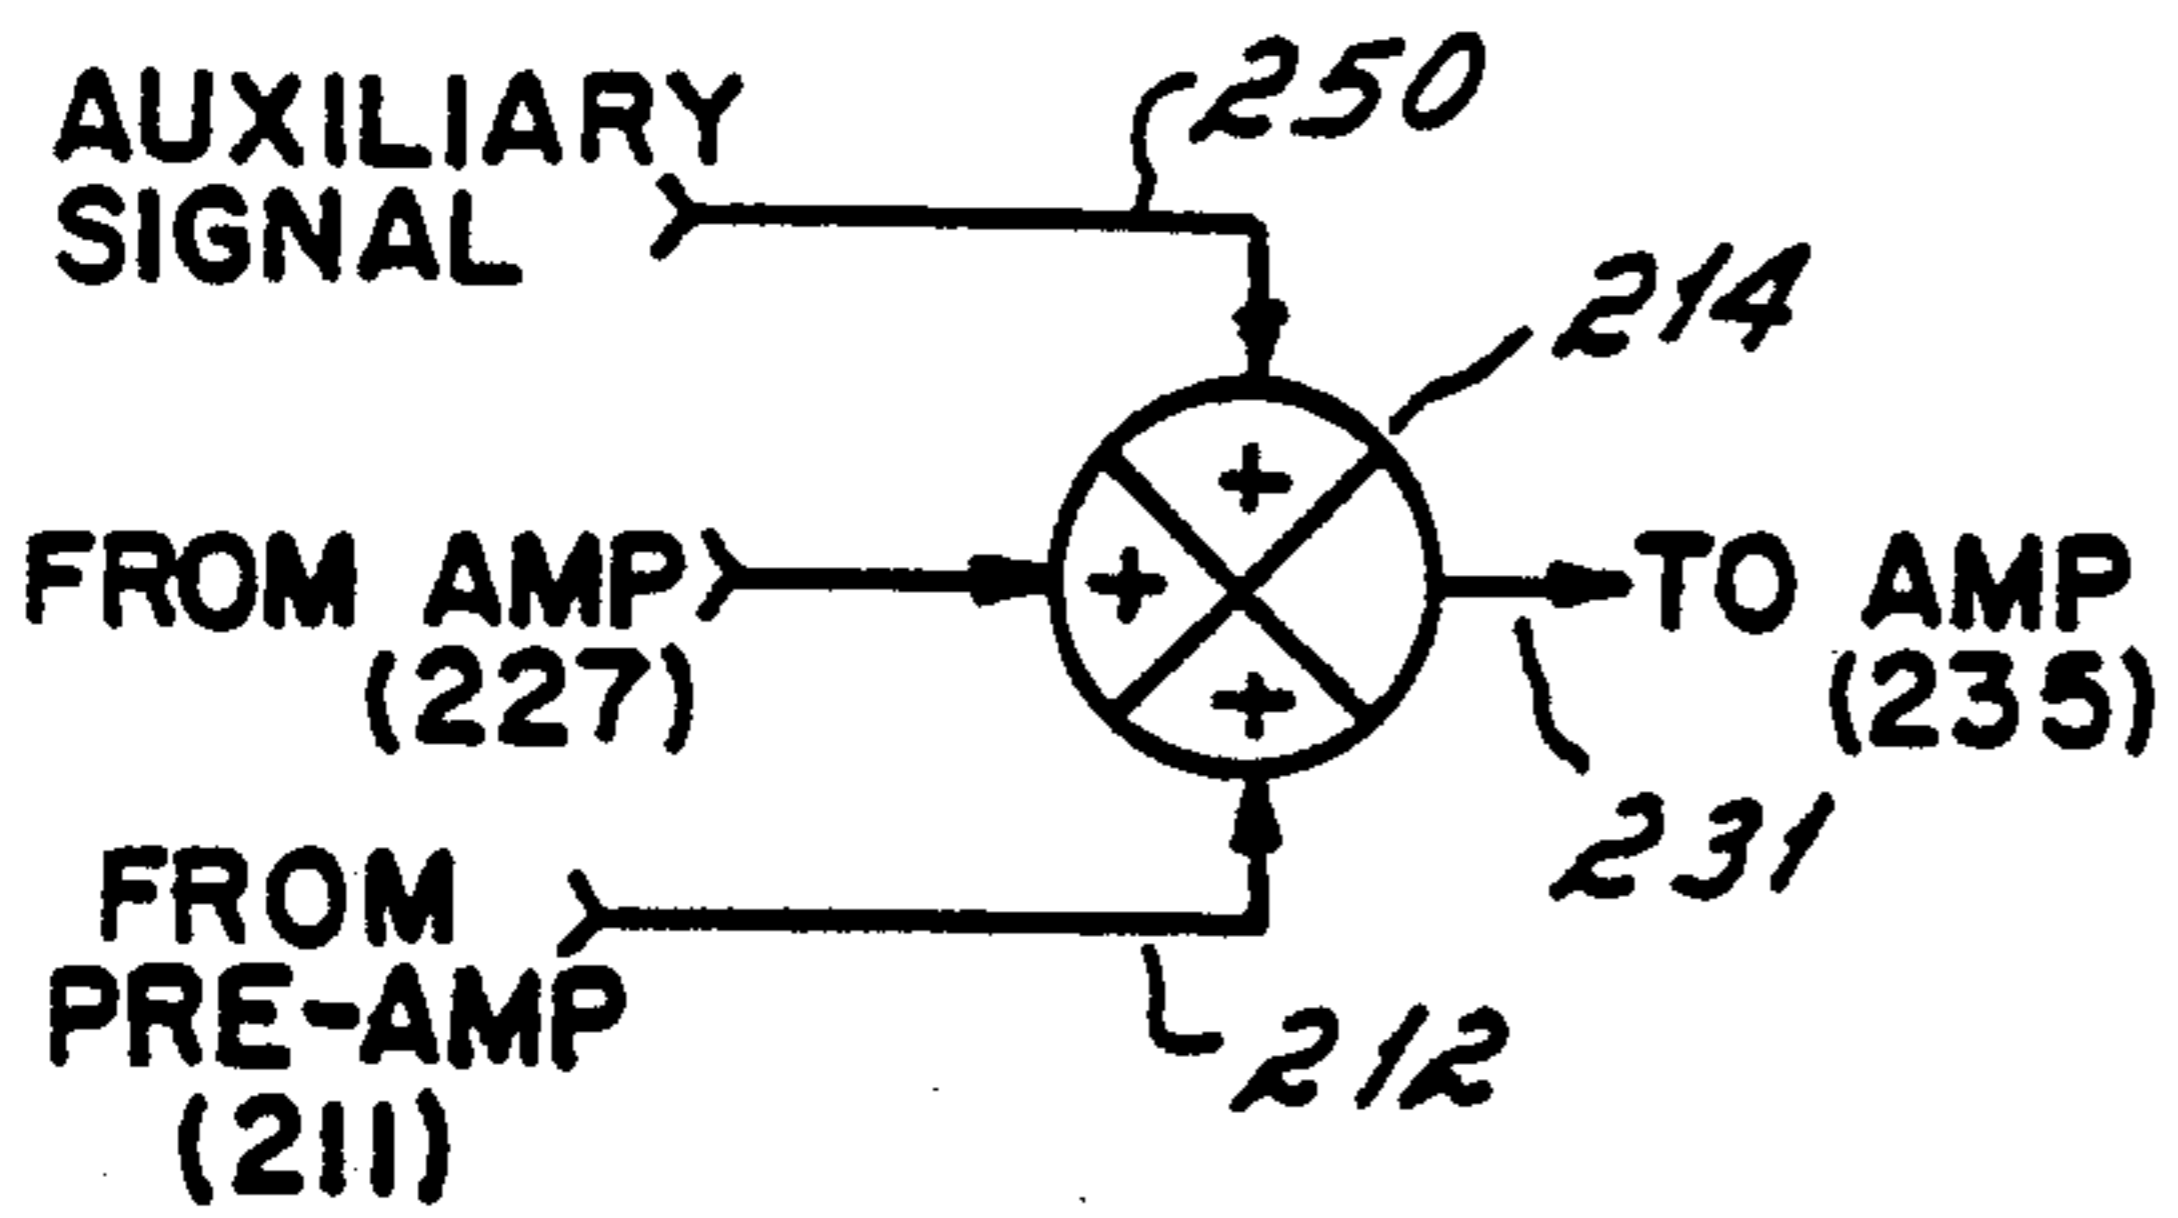 250
AUXILIARY
SIGNAL
214
+
FROM AMP
(227)
+
TO AMP
(235)
+
231
FROM
PRE-AMP
(211)
212